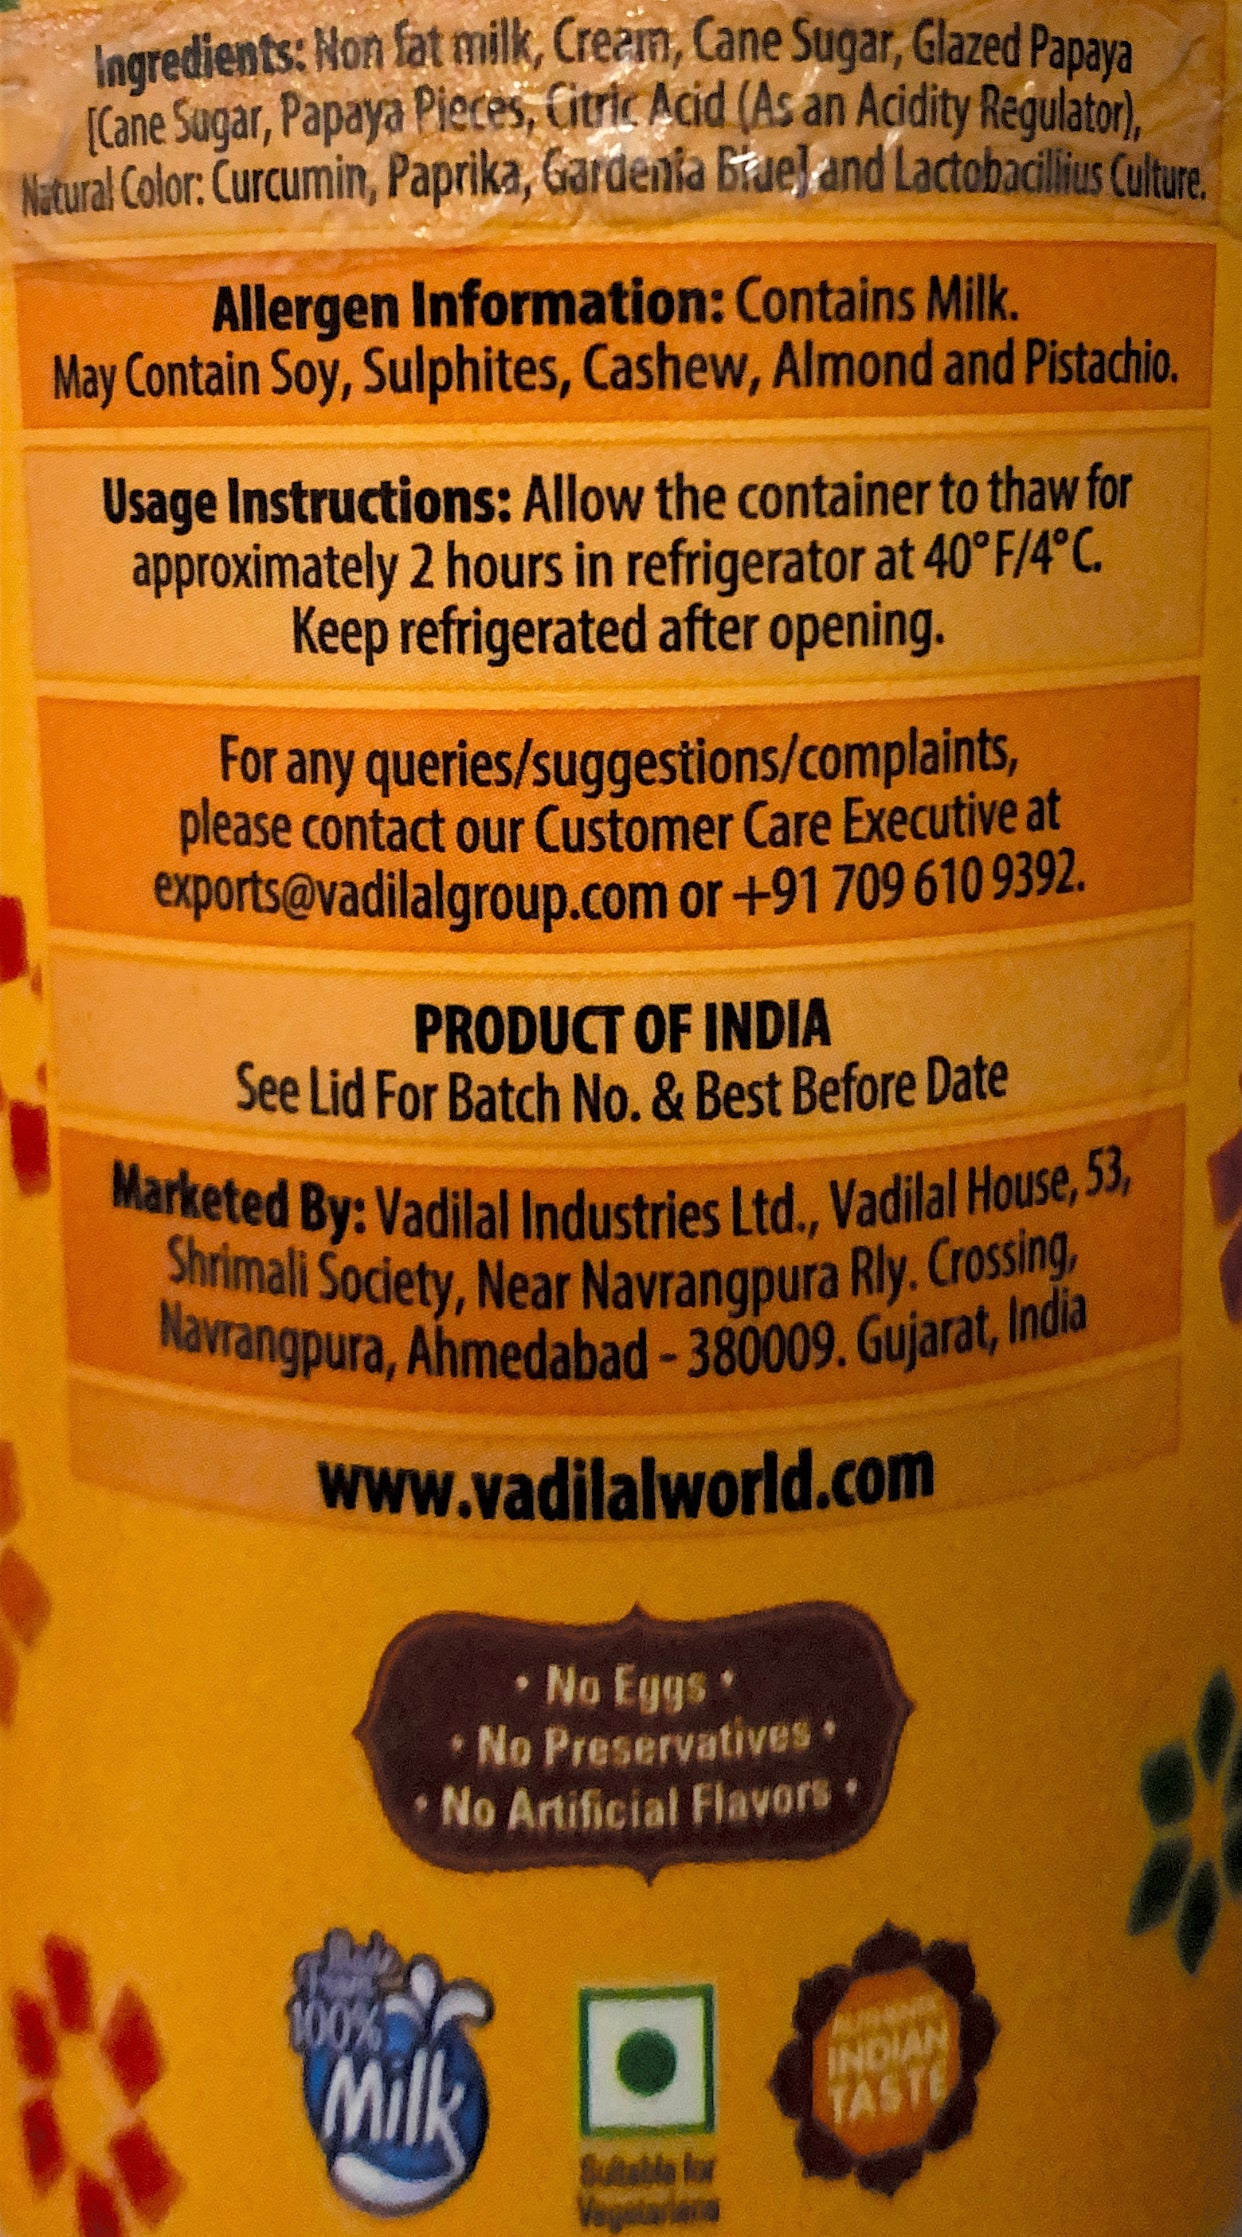 Ingredients: Non fat milk, Cream, Cane Sugar, Glazed Papaya
[Cane Sugar, Papaya Pieces, Citric Acid (As an Acidity Regulator),
Natural Color: Curcumin, Paprika, Gardenia Blue] and Lactobacillius Culture.
Allergen Information: Contains Milk.
May Contain Soy, Sulphites, Cashew, Almond and Pistachio.
Usage Instructions: Allow the container to thaw for
approximately 2 hours in refrigerator at 40°F/4°C.
Keep refrigerated after opening.
For any queries/suggestions/complaints,
please contact our Customer Care Executive at
exports@vadilalgroup.com or +91 709 610 9392.
PRODUCT OF INDIA
See Lid For Batch No. & Best Before Date
Marketed By: Vadilal Industries Ltd., Vadilal House, 53,
Shrimali Society, Near Navrangpura Rly. Crossing,
Navrangpura, Ahmedabad - 380009. Gujarat, India
www.vadilalworld.com
• No Eggs •
• No Preservatives •
• No Artificial Flavors •
Made
From
100%
Milk
Suitable for
Vegetarians
AUTHENTIC
INDIAN
TASTE